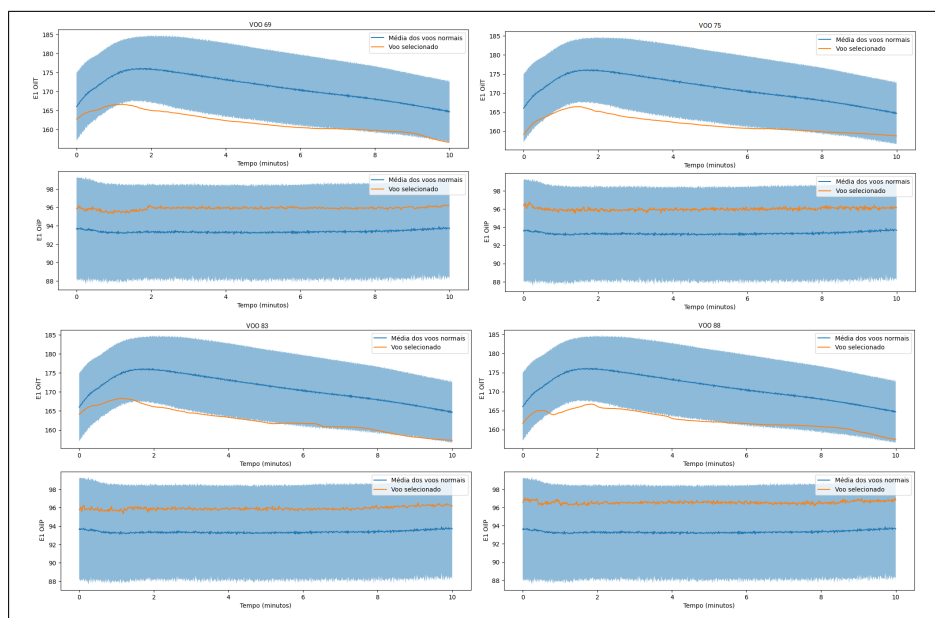 VOO 69
185
180
175
170
165
160
E1 OilT
Média dos voos normais
Voo selecionado
0 2 4 6 8 10
Tempo (minutos)
98
96
94
92
90
88
E1 OilP
Média dos voos normais
Voo selecionado
0 2 4 6 8 10
Tempo (minutos)
VOO 75
185
180
175
170
165
160
E1 OilT
Média dos voos normais
Voo selecionado
0 2 4 6 8 10
Tempo (minutos)
98
96
94
92
90
88
E1 OilP
Média dos voos normais
Voo selecionado
0 2 4 6 8 10
Tempo (minutos)
VOO 83
185
180
175
170
165
160
E1 OilT
Média dos voos normais
Voo selecionado
0 2 4 6 8 10
Tempo (minutos)
98
96
94
92
90
88
E1 OilP
Média dos voos normais
Voo selecionado
0 2 4 6 8 10
Tempo (minutos)
VOO 88
185
180
175
170
165
160
E1 OilT
Média dos voos normais
Voo selecionado
0 2 4 6 8 10
Tempo (minutos)
98
96
94
92
90
88
E1 OilP
Média dos voos normais
Voo selecionado
0 2 4 6 8 10
Tempo (minutos)